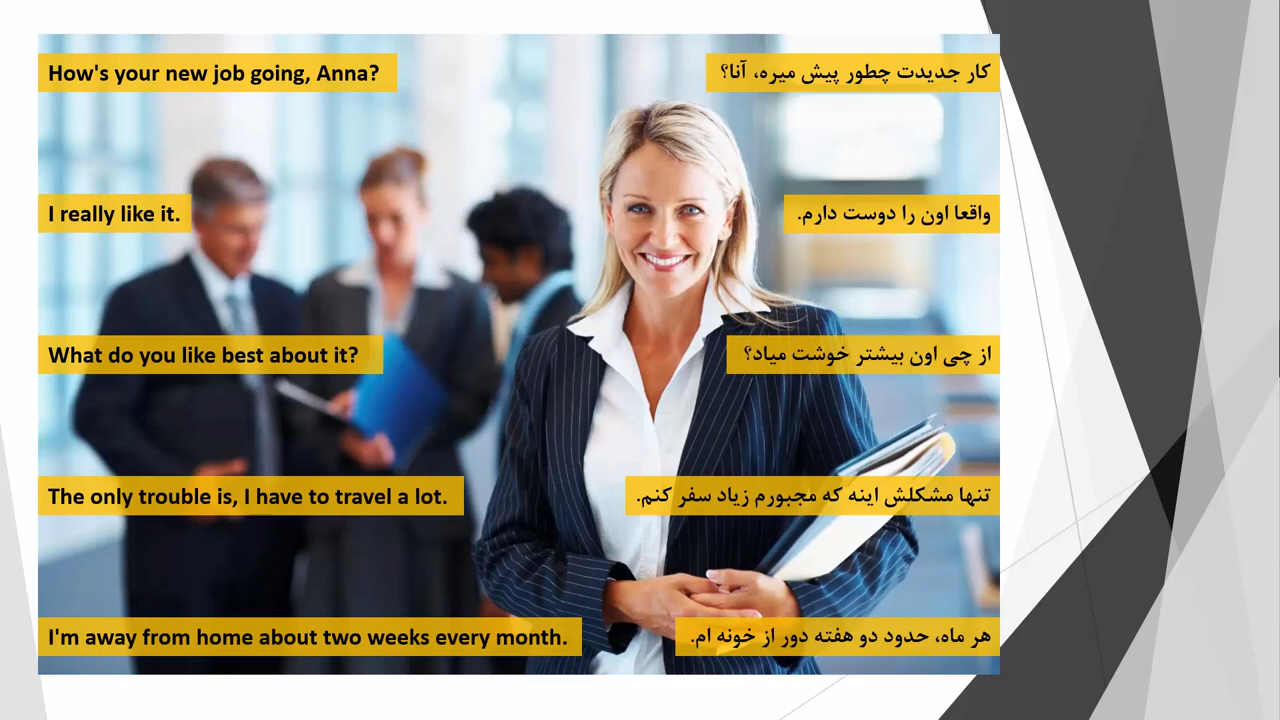 How's your new job going, Anna?
کار جدیدت چطور پیش میره، آنا؟
I really like it.
واقعا اون را دوست دارم.
What do you like best about it?
از چی اون بیشتر خوشت میاد؟
The only trouble is, I have to travel a lot.
تنها مشکلش اینه که مجبورم زیاد سفر کنم.
I'm away from home about two weeks every month.
هر ماه، حدود دو هفته دور از خونه ام.